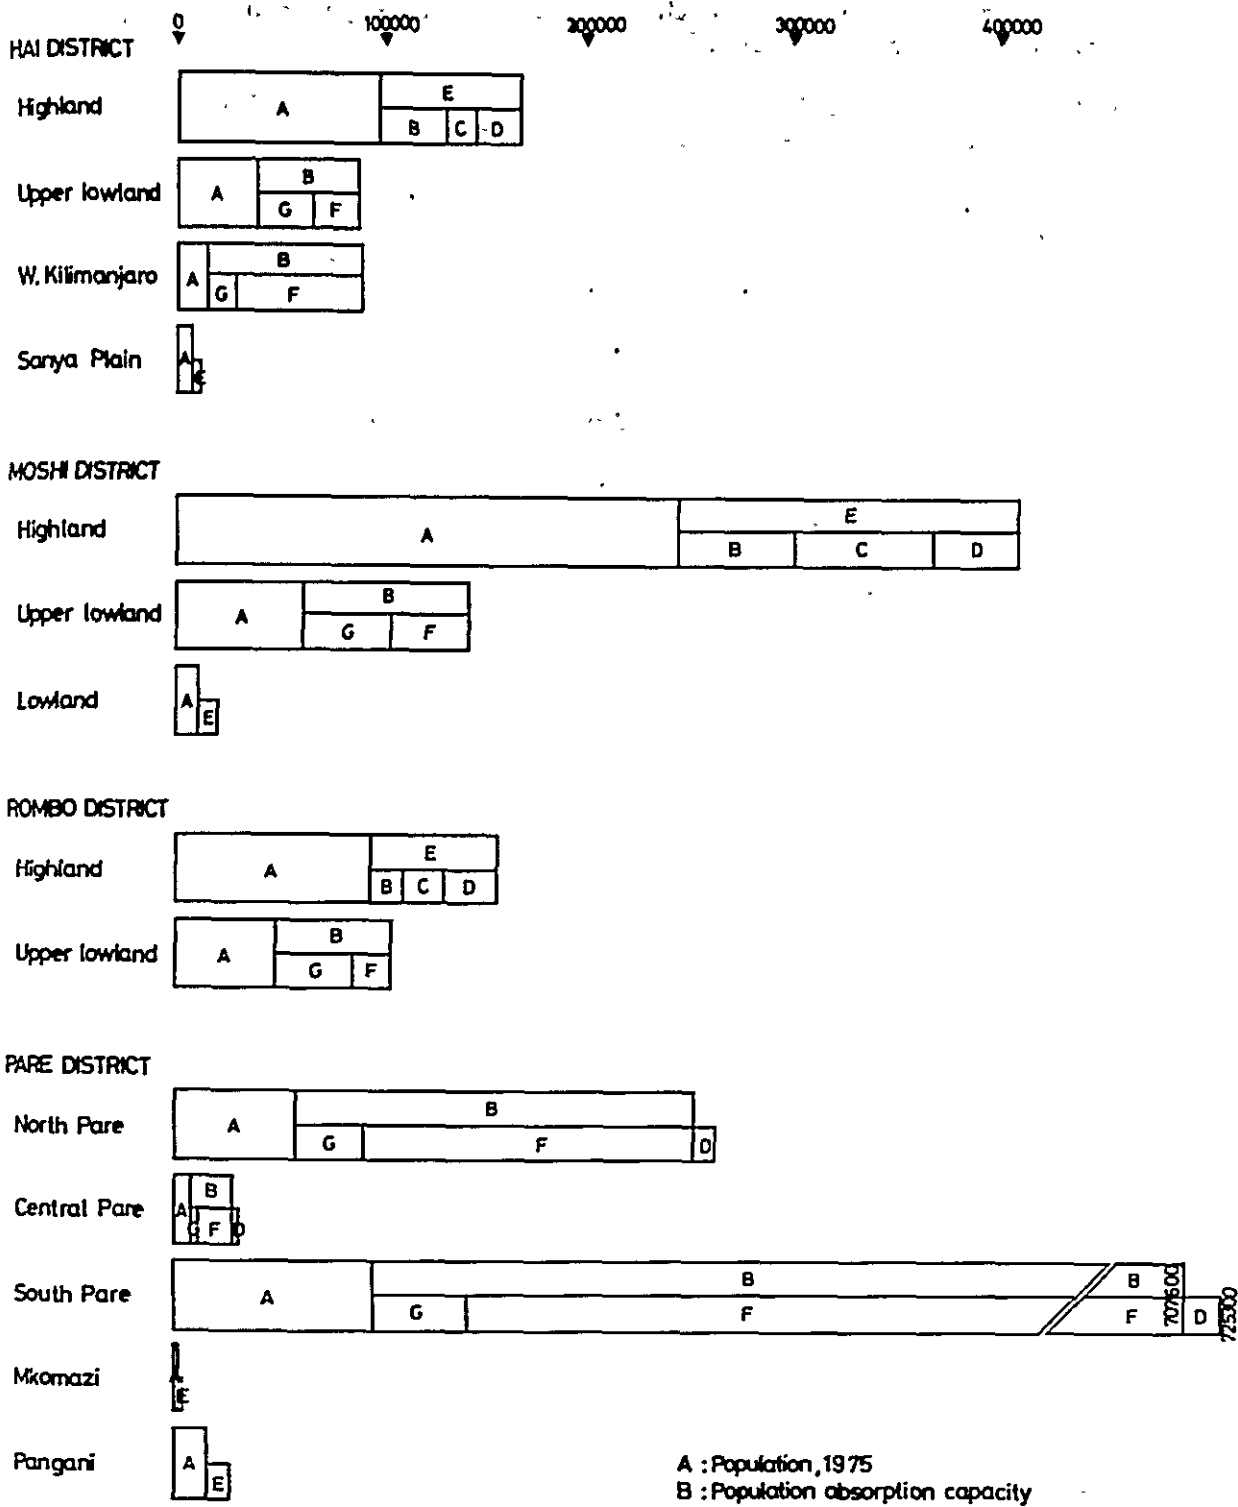 0 100000 200000 300000 400000
HAI DISTRICT
Highland A E
B C D
Upper lowland A B
G F
W. Kilimanjaro A B
G F
Sanya Plain A
E
MOSHI DISTRICT
Highland A E
B C D
Upper lowland A B
G F
Lowland A
E
ROMBO DISTRICT
Highland A E
B C D
Upper lowland A B
G F
PARE DISTRICT
North Pare A B
G F D
Central Pare A B
G F D
South Pare A B B 707600
G F F D 725300
Mkomazi A
E
Pangani A
E
A : Population, 1975
B : Population absorption capacity